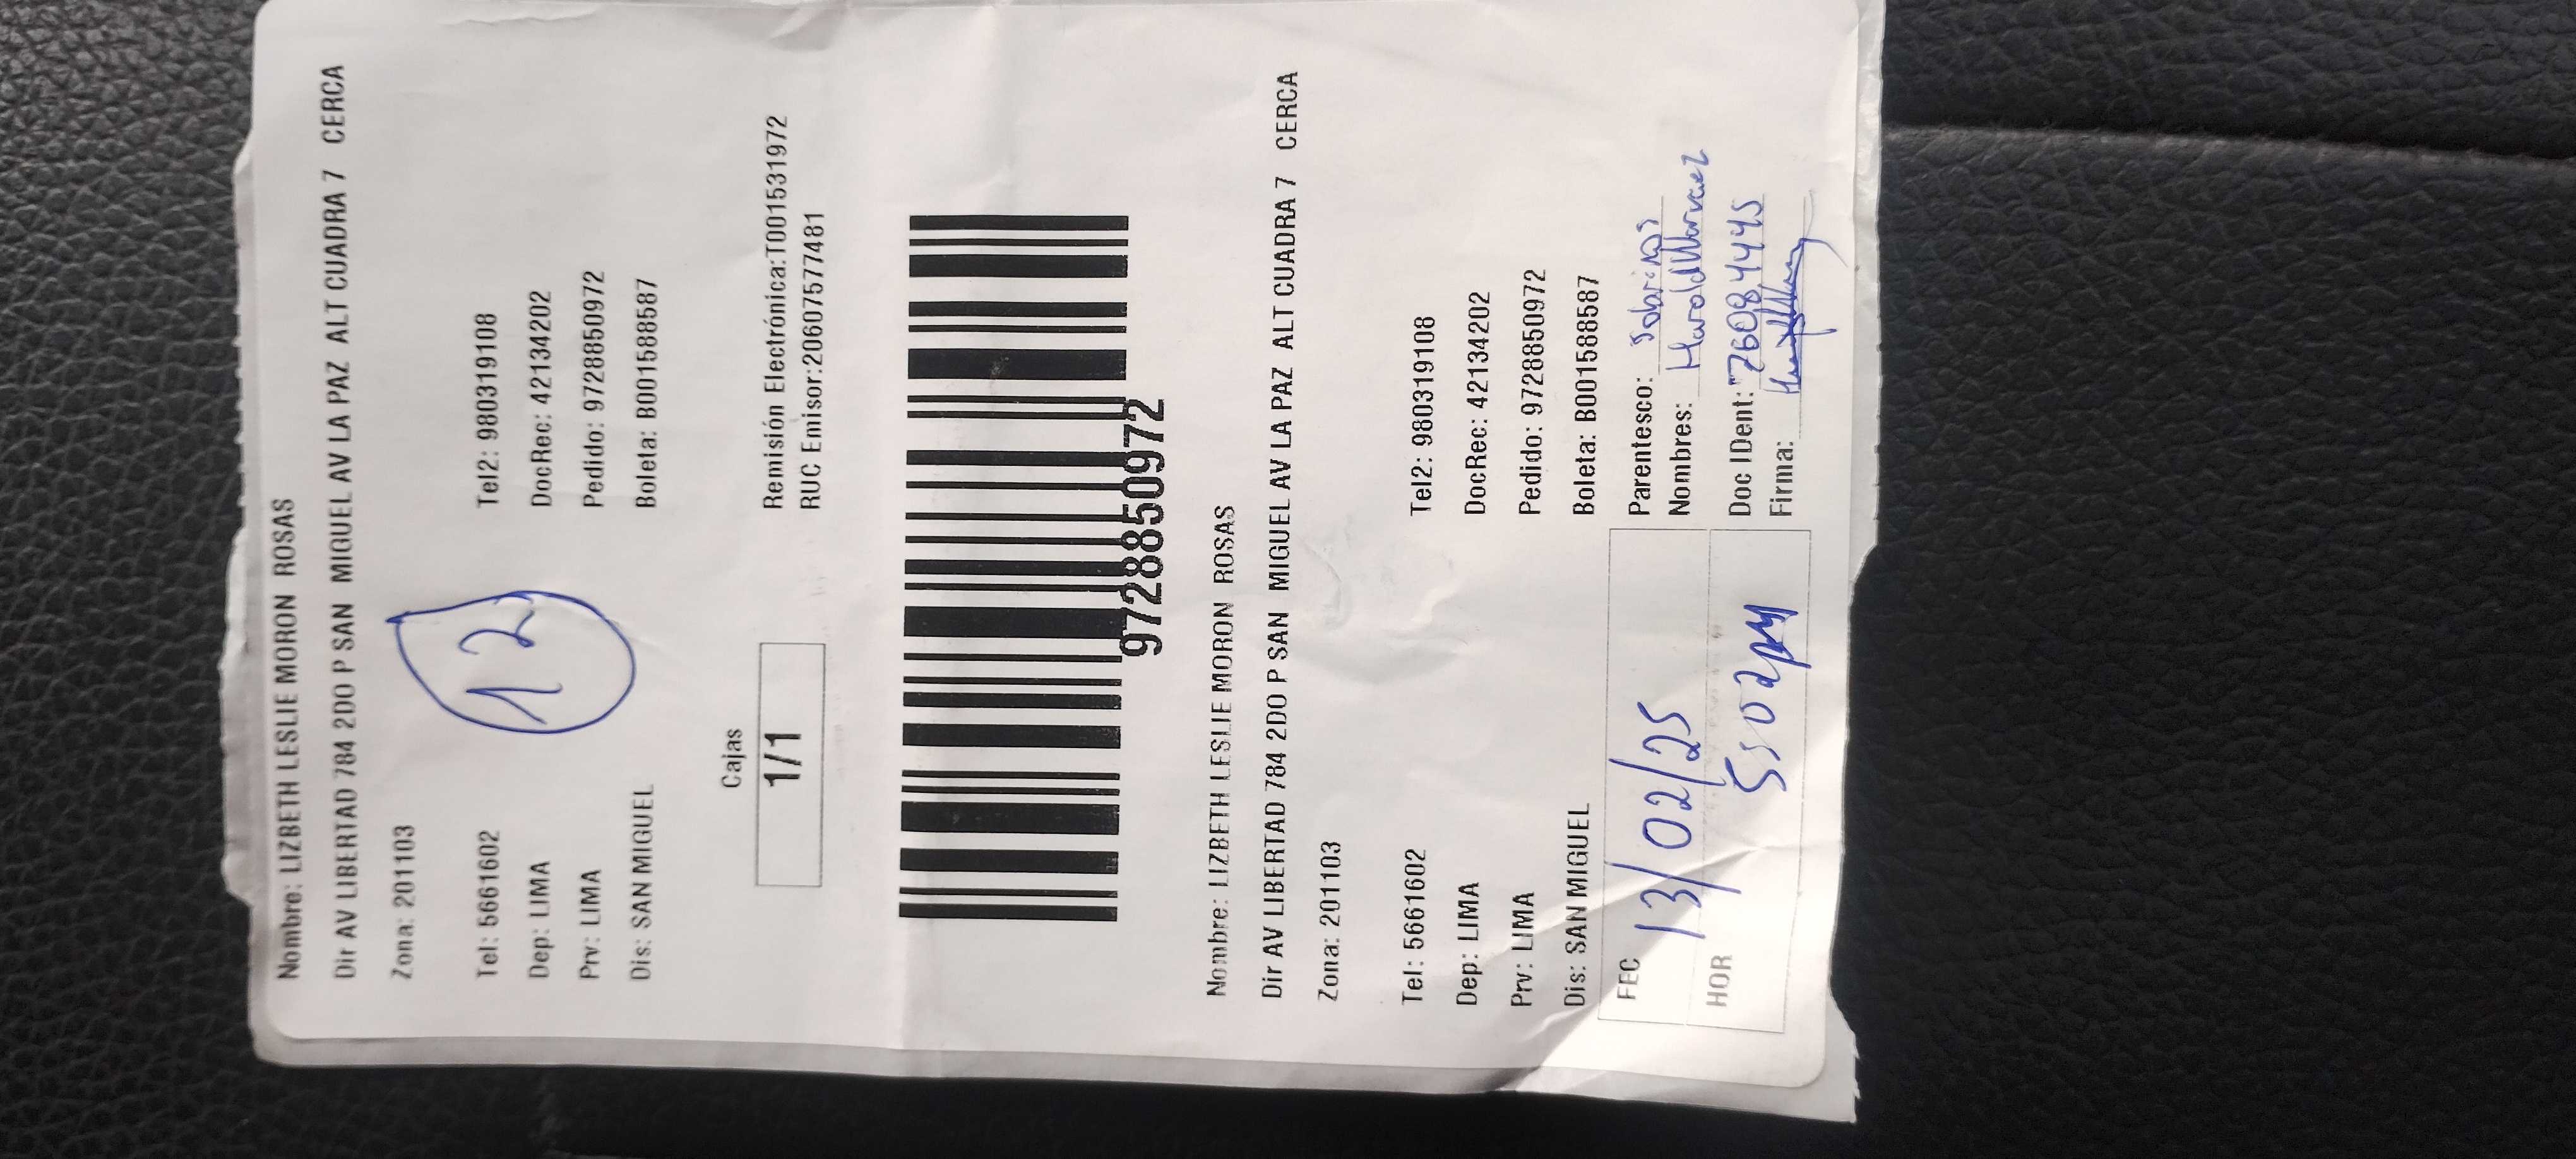 Nombre: LIZBETH LESLIE MORON ROSAS
Dir AV LIBERTAD 784 2DO P SAN MIGUEL AV LA PAZ ALT CUADRA 7 CERCA
Zona: 201103
12
Tel: 5661602 Tel2: 980319108
Dep: LIMA DocRec: 42134202
Prv: LIMA Pedido: 9728850972
Dis: SAN MIGUEL Boleta: B001588587
Cajas
1/1
Remisión Electrónica:T001531972
RUC Emisor:20607577481
9728850972
Nombre: LIZBETH LESLIE MORON ROSAS
Dir AV LIBERTAD 784 2DO P SAN MIGUEL AV LA PAZ ALT CUADRA 7 CERCA
Zona: 201103
Tel: 5661602 Tel2: 980319108
Dep: LIMA DocRec: 42134202
Prv: LIMA Pedido: 9728850972
Dis: SAN MIGUEL Boleta: B001588587
FEC 13/02/25
HOR 5:02pm
Parentesco:
Nombres: Harold Narvaez
Doc IDent: 76084445
Firma: